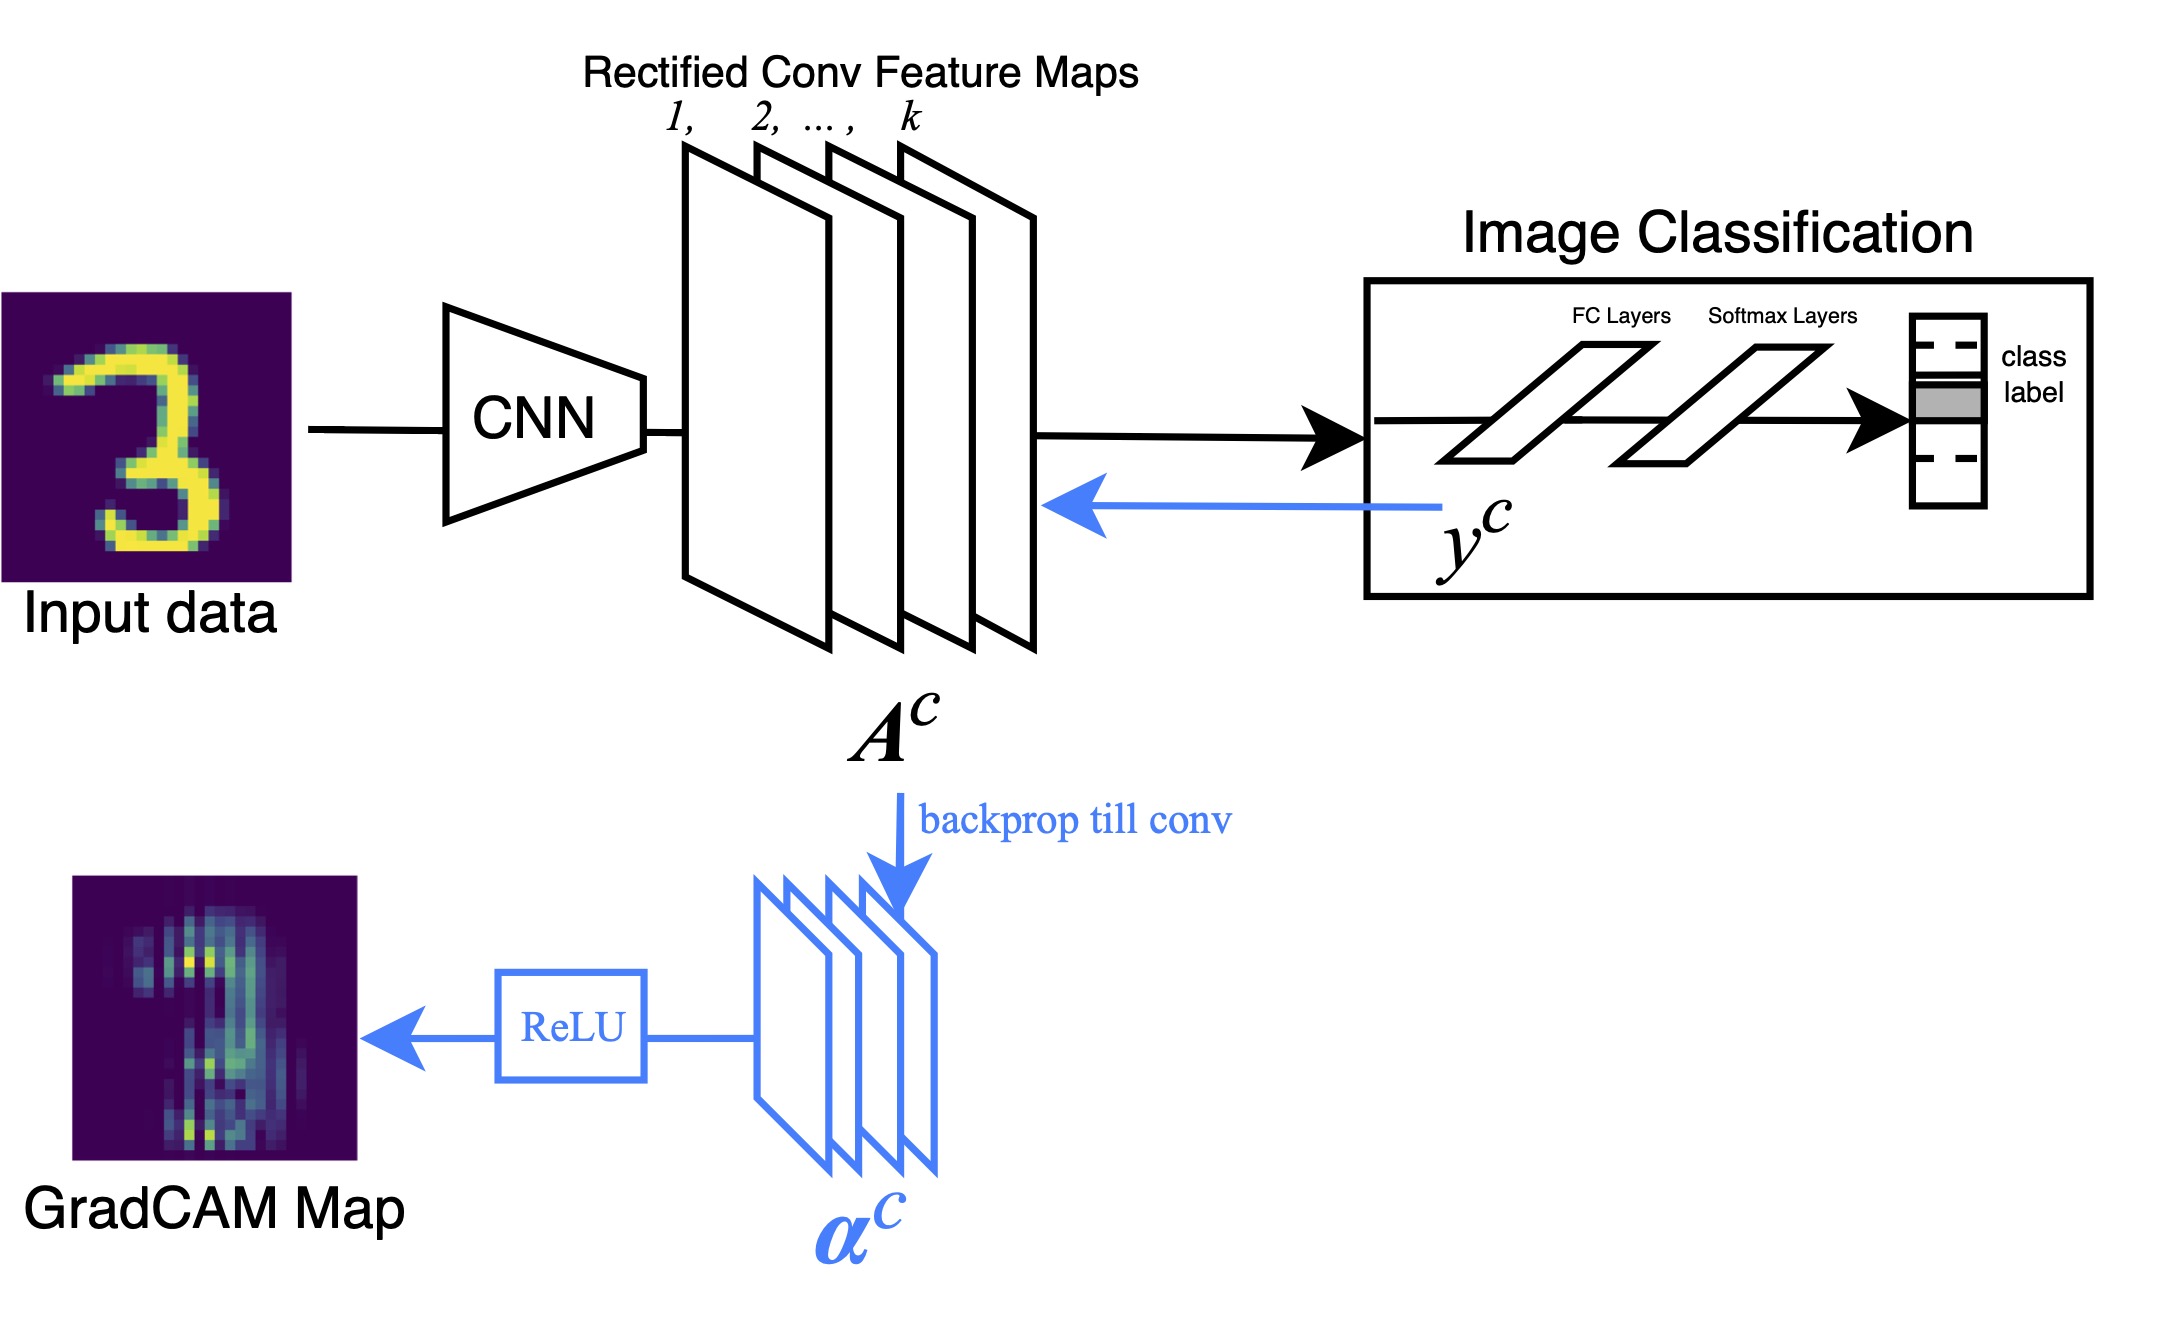 Rectified Conv Feature Maps
1, 2, ... , k
Image Classification
FC Layers Softmax Layers
class
label
CNN
y^c
Input data
A^c
backprop till conv
ReLU
GradCAM Map
α^c